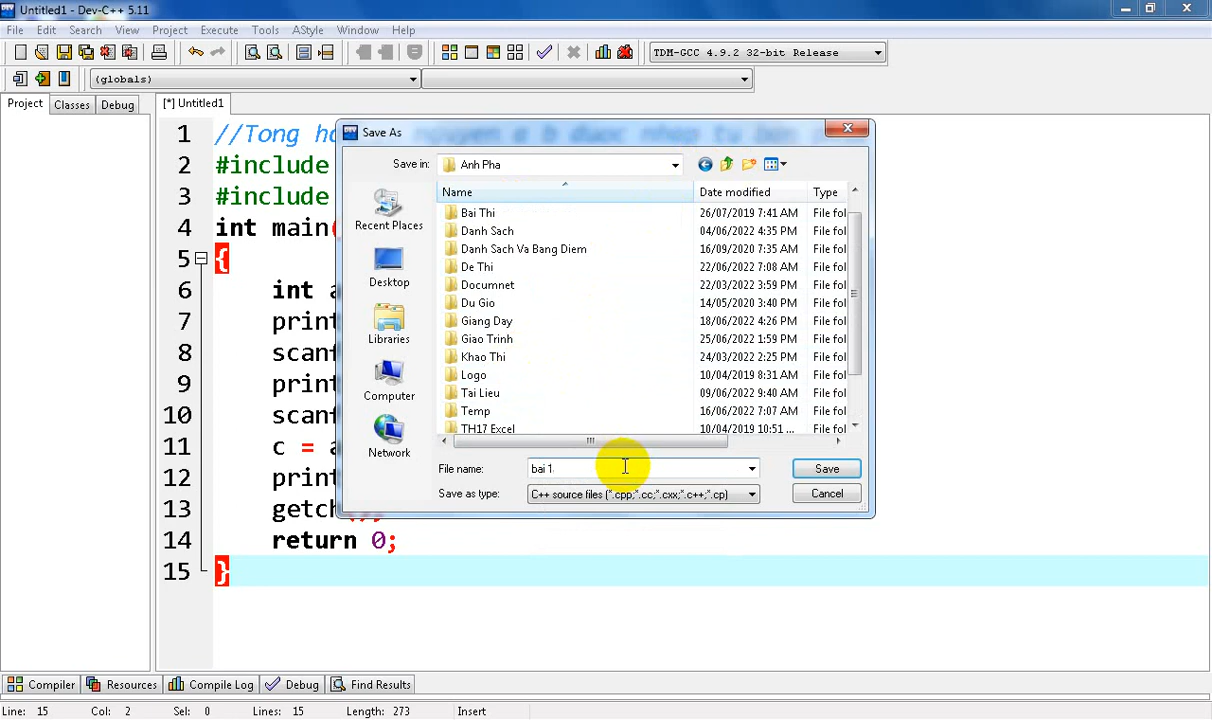 Untitled1 - Dev-C++ 5.11
File Edit Search View Project Execute Tools AStyle Window Help
TDM-GCC 4.9.2 32-bit Release
(globals)
Project Classes Debug
[*] Untitled1
Save As
Save in: Anh Pha
Name Date modified Type
Recent Places
Desktop
Libraries
Computer
Network
Bai Thi 26/07/2019 7:41 AM File fol
Danh Sach 04/06/2022 4:35 PM File fol
Danh Sach Va Bang Diem 16/09/2020 7:35 AM File fol
De Thi 22/06/2022 7:08 AM File fol
Documnet 22/03/2022 3:59 PM File fol
Du Gio 14/05/2020 3:40 PM File fol
Giang Day 18/06/2022 4:26 PM File fol
Giao Trinh 25/06/2022 1:59 PM File fol
Khao Thi 24/03/2022 2:25 PM File fol
Logo 10/04/2019 8:31 AM File fol
Tai Lieu 09/06/2022 9:40 AM File fol
Temp 16/06/2022 7:07 AM File fol
TH17 Excel 10/04/2019 10:51 ... File fol
File name: bai 1 Save
Save as type: C++ source files (*.cpp;*.cc;*.cxx;*.c++;*.cp) Cancel
1 //Tong ho nguyen a b duoc nhap tu
2 #include
3 #include
4 int main(
5 {
6 int a
7 print
8 scanf
9 print
10 scanf
11 c = a
12 print
13 getch();
14 return 0;
15 }
Compiler Resources Compile Log Debug Find Results
Line: 15 Col: 2 Sel: 0 Lines: 15 Length: 273 Insert